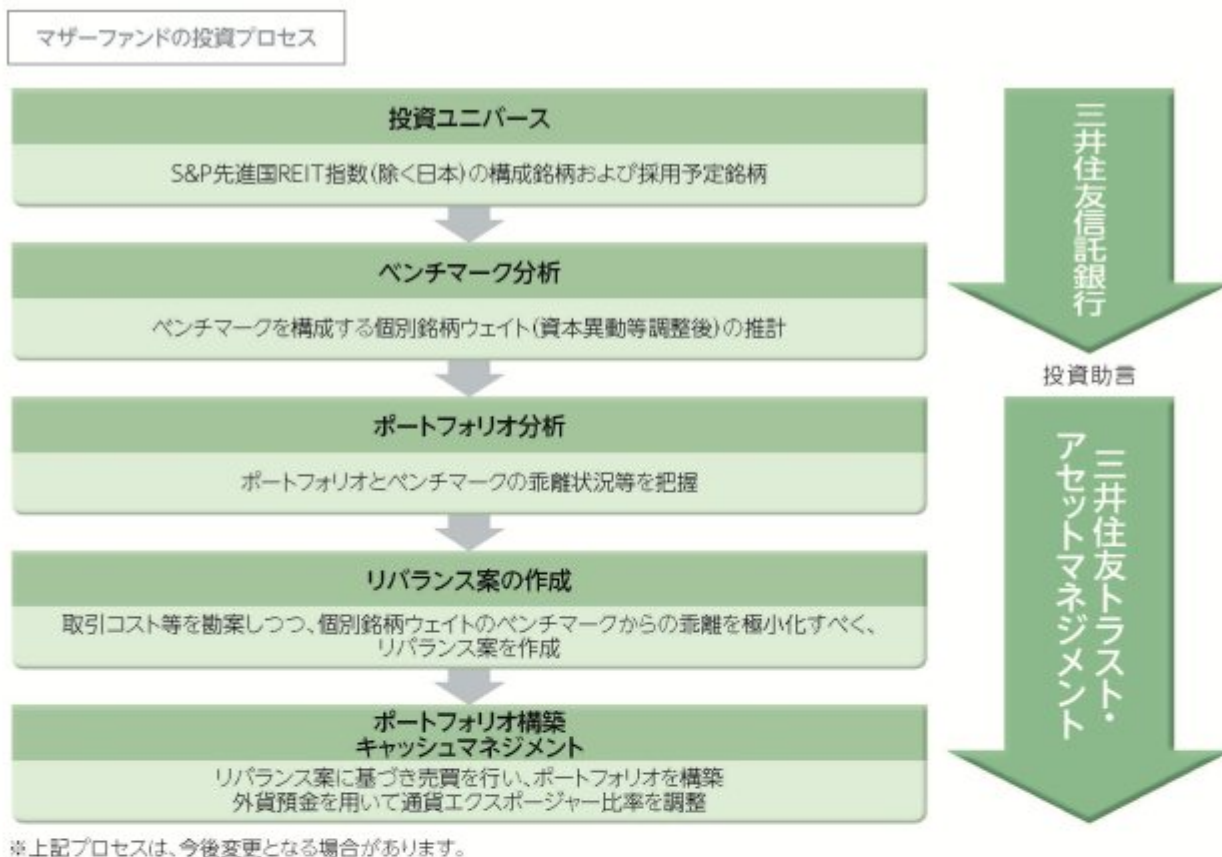 マザーファンドの投資プロセス
投資ユニバース
S&P先進国REIT指数(除く日本)の構成銘柄および採用予定銘柄
ベンチマーク分析
ベンチマークを構成する個別銘柄ウェイト(資本異動等調整後)の推計
ポートフォリオ分析
ポートフォリオとベンチマークの乖離状況等を把握
リバランス案の作成
取引コスト等を勘案しつつ、個別銘柄ウェイトのベンチマークからの乖離を極小化すべく、
リバランス案を作成
ポートフォリオ構築
キャッシュマネジメント
リバランス案に基づき売買を行い、ポートフォリオを構築
外貨預金を用いて通貨エクスポージャー比率を調整
三井住友信託銀行
投資助言
三井住友トラスト・
アセットマネジメント
※上記プロセスは、今後変更となる場合があります。